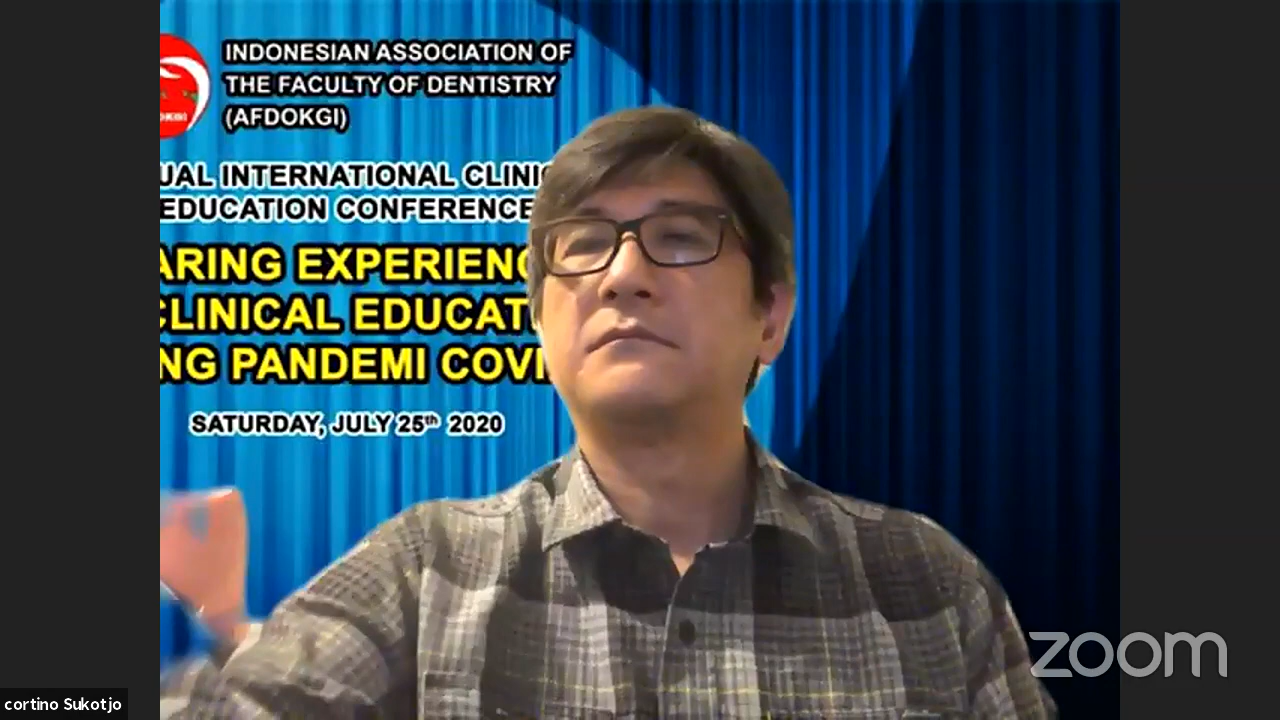 INDONESIAN ASSOCIATION OF
THE FACULTY OF DENTISTRY
(AFDOKGI)
UAL INTERNATIONAL CLINIC
EDUCATION CONFERENCE
ARING EXPERIENC
CLINICAL EDUCAT
NG PANDEMI COVI
SATURDAY, JULY 25th 2020
zoom
cortino Sukotjo